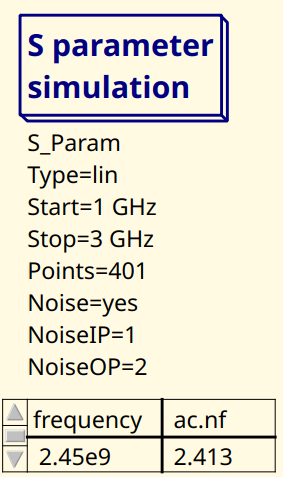 S parameter
simulation
S_Param
Type=lin
Start=1 GHz
Stop=3 GHz
Points=401
Noise=yes
NoiseIP=1
NoiseOP=2
frequency ac.nf
2.45e9 2.413